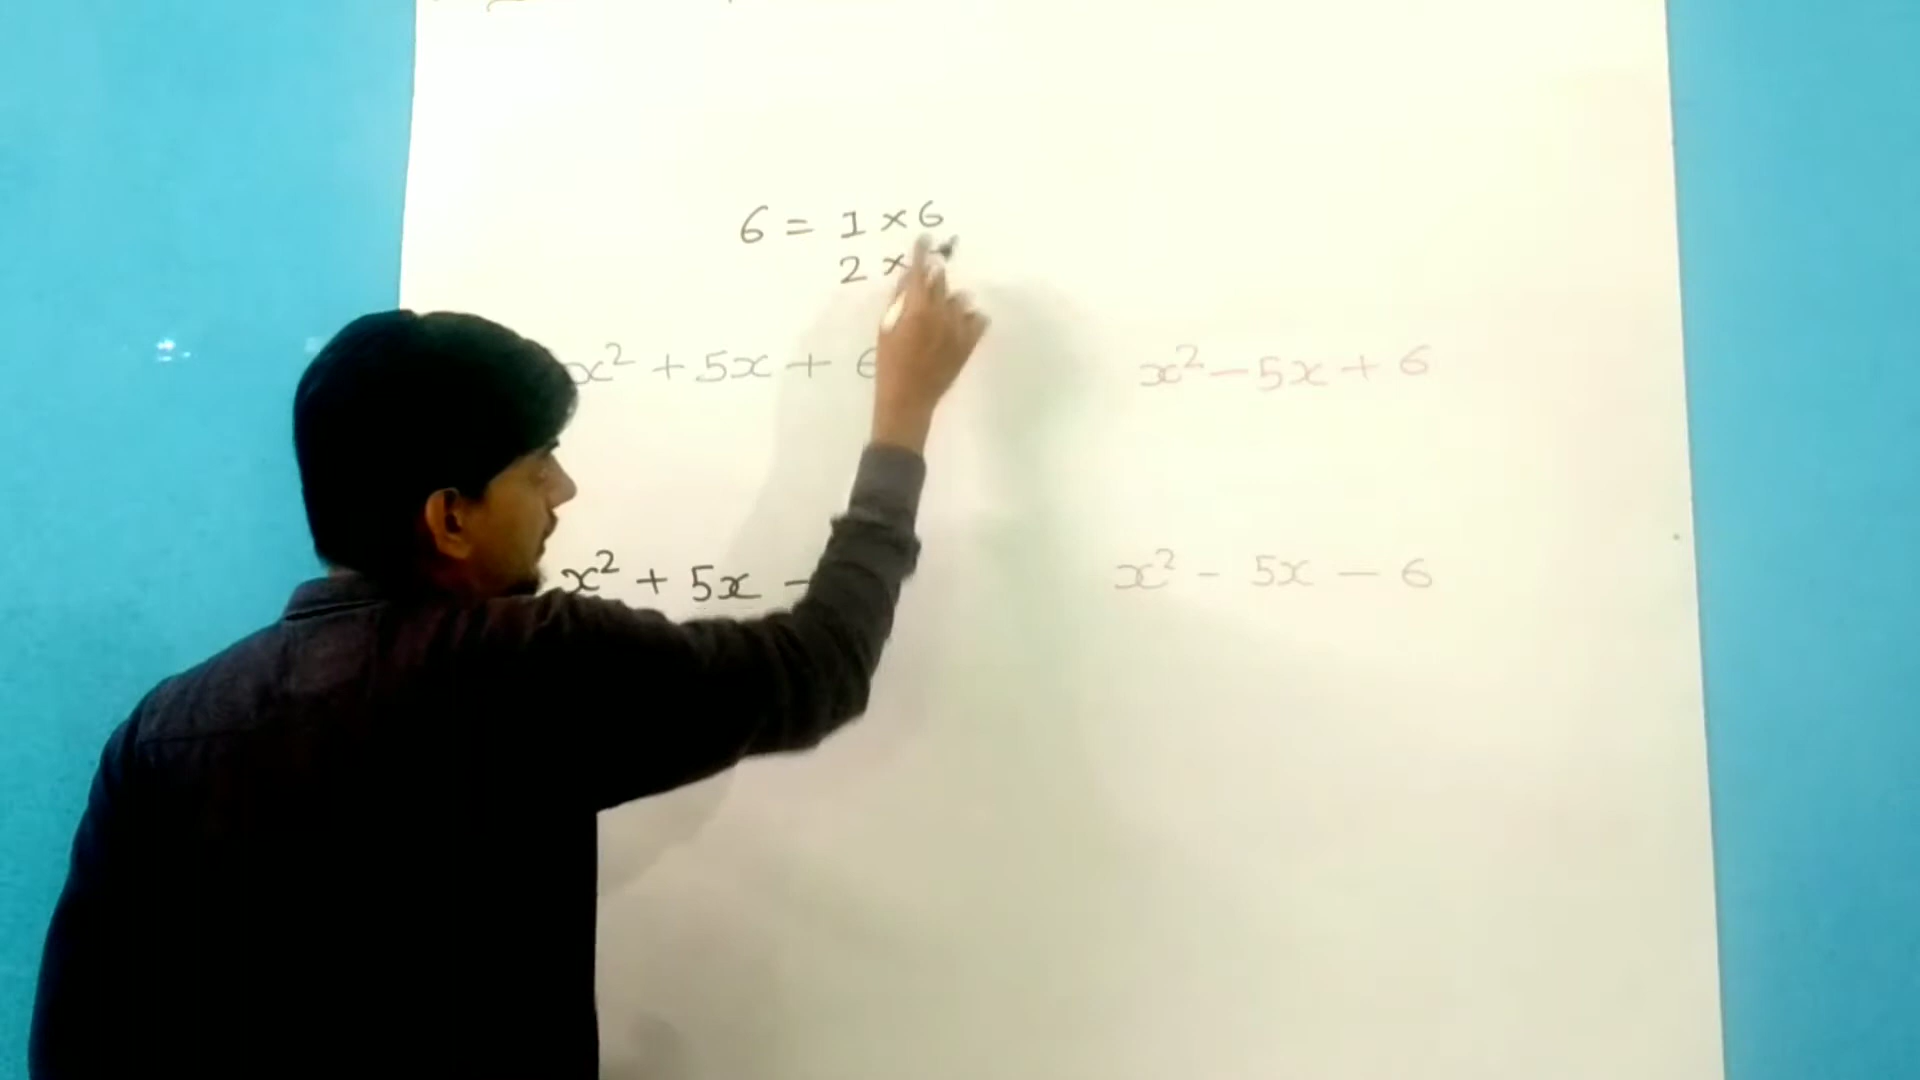 6 = 1 × 6
2 ×
x² + 5x + 6
x² - 5x + 6
x² + 5x -
x² - 5x - 6